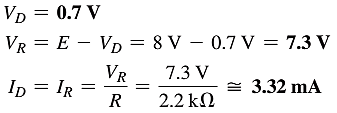 V_D = 0.7 V
V_R = E − V_D = 8 V − 0.7 V = 7.3 V
I_D = I_R = V_R / R = 7.3 V / 2.2 kΩ ≅ 3.32 mA